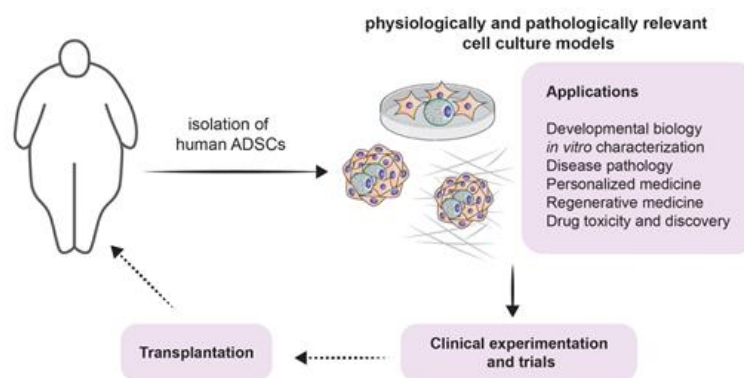 physiologically and pathologically relevant
cell culture models
isolation of
human ADSCs
Applications
Developmental biology
in vitro characterization
Disease pathology
Personalized medicine
Regenerative medicine
Drug toxicity and discovery
Transplantation
Clinical experimentation
and trials